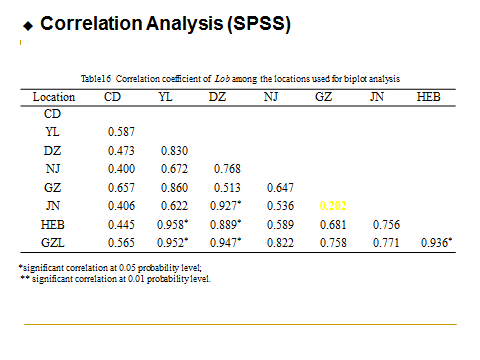 ◆ Correlation Analysis (SPSS)
Table16 Correlation coefficient of Lob among the locations used for biplot analysis
Location CD YL DZ NJ GZ JN HEB
CD
YL 0.587
DZ 0.473 0.830
NJ 0.400 0.672 0.768
GZ 0.657 0.860 0.513 0.647
JN 0.406 0.622 0.927* 0.536 0.202
HEB 0.445 0.958* 0.889* 0.589 0.681 0.756
GZL 0.565 0.952* 0.947* 0.822 0.758 0.771 0.936*
*significant correlation at 0.05 probability level;
** significant correlation at 0.01 probability level.